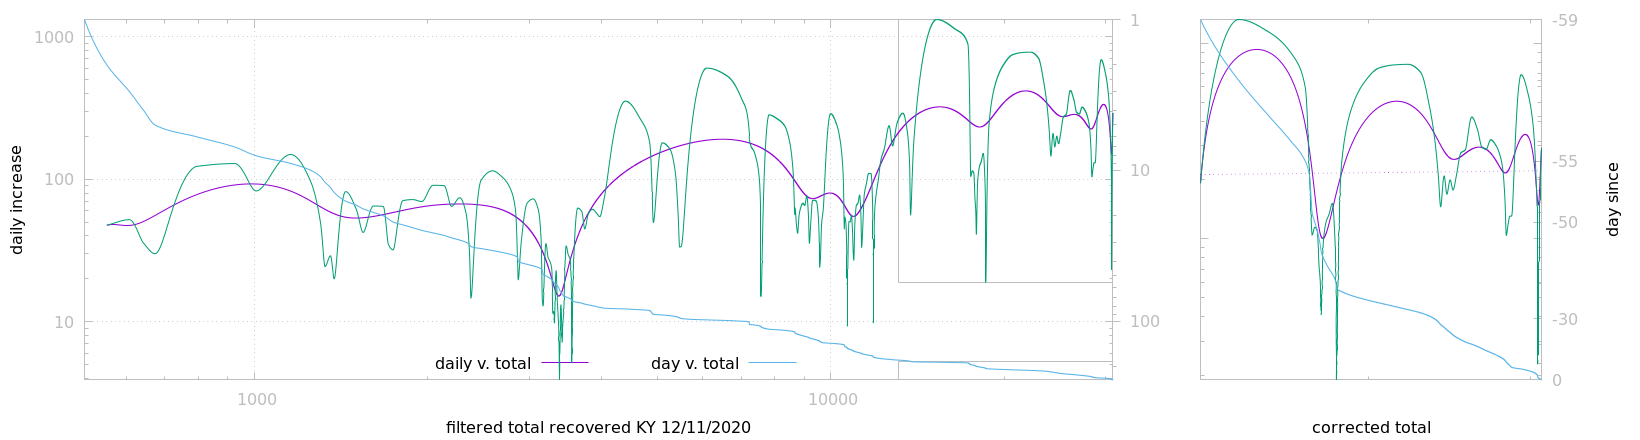 1000
100
10
daily increase
1000
10000
filtered total recovered KY 12/11/2020
daily v. total
day v. total
1
10
100
-59
-55
-50
-30
0
day since
corrected total